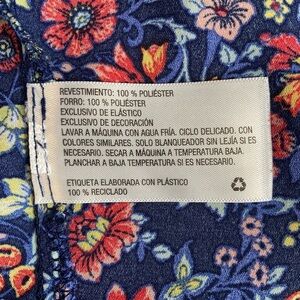 REVESTIMIENTO: 100 % POLIÉSTER
FORRO: 100 % POLIÉSTER
EXCLUSIVO DE ELÁSTICO
EXCLUSIVO DE DECORACIÓN
LAVAR A MÁQUINA CON AGUA FRÍA. CICLO DELICADO. CON
COLORES SIMILARES. SOLO BLANQUEADOR SIN LEJÍA SI ES
NECESARIO. SECAR A MÁQUINA A TEMPERATURA BAJA.
PLANCHAR A BAJA TEMPERATURA SI ES NECESARIO.
ETIQUETA ELABORADA CON PLÁSTICO
100 % RECICLADO